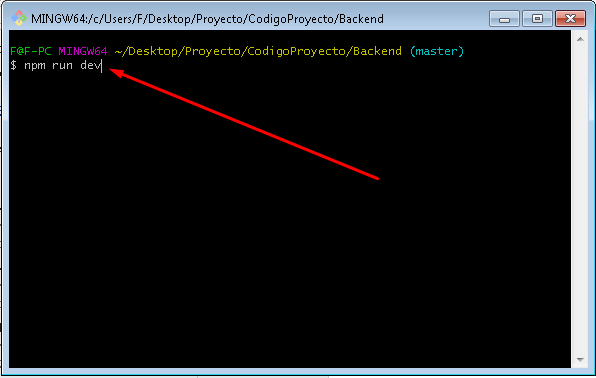 MINGW64:/c/Users/F/Desktop/Proyecto/CodigoProyecto/Backend
F@F-PC MINGW64 ~/Desktop/Proyecto/CodigoProyecto/Backend (master)
$ npm run dev